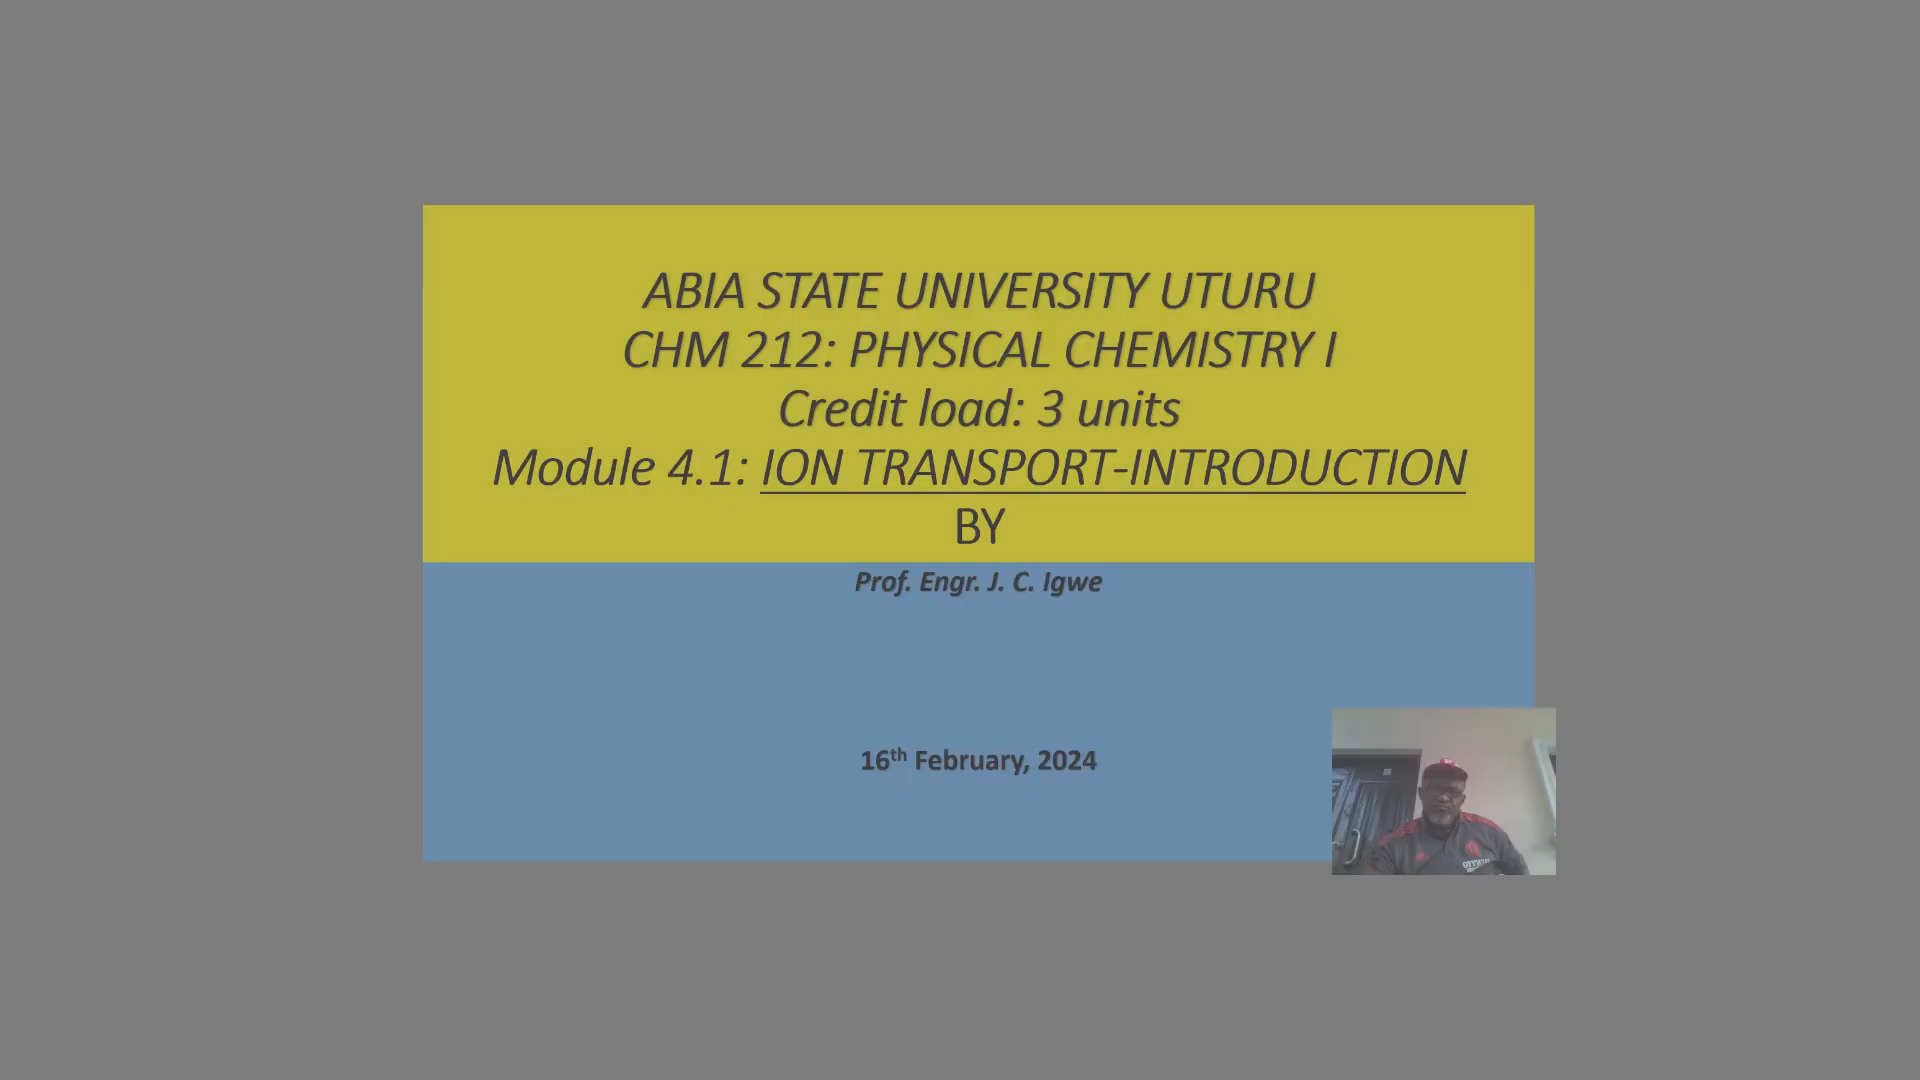 ABIA STATE UNIVERSITY UTURU
CHM 212: PHYSICAL CHEMISTRY I
Credit load: 3 units
Module 4.1: ION TRANSPORT-INTRODUCTION
BY
Prof. Engr. J. C. Igwe
16th February, 2024